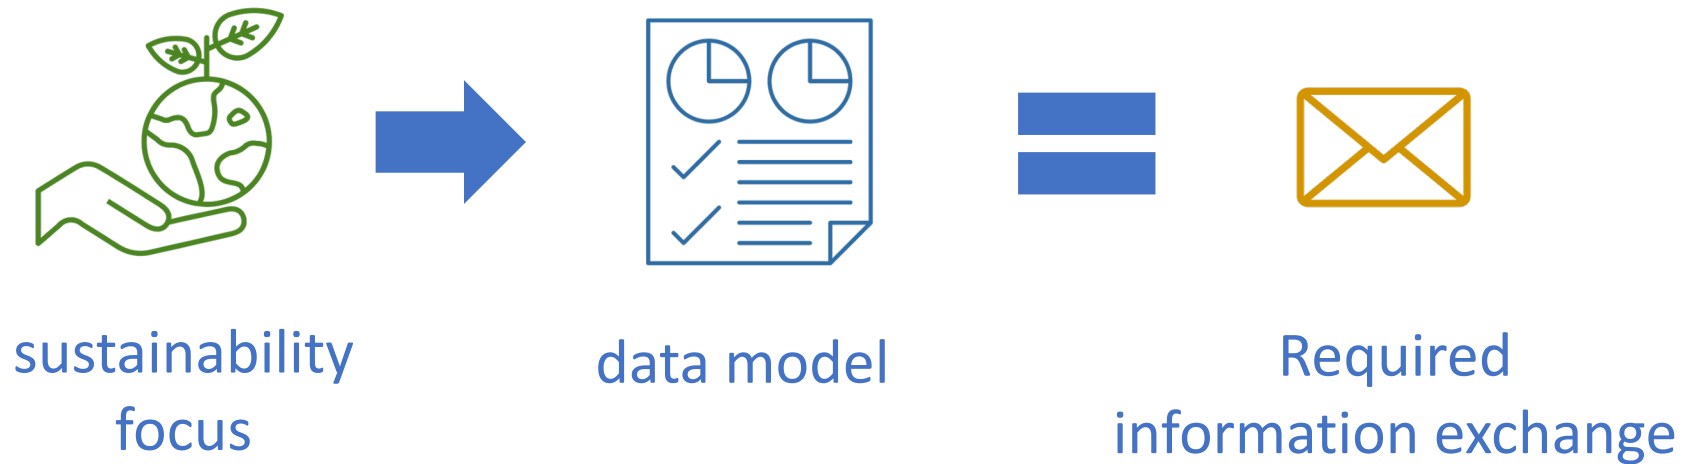 sustainability
focus
data model
Required
information exchange